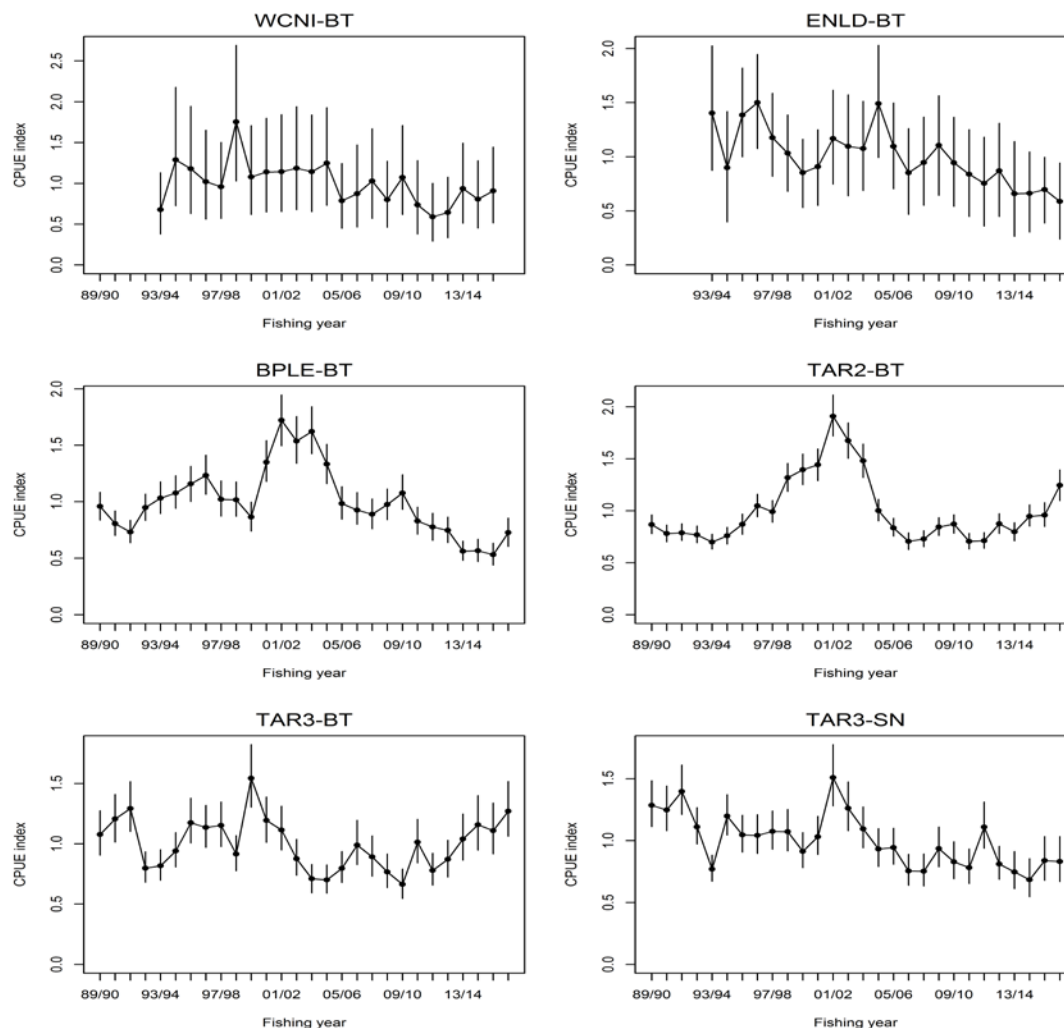 WCNI-BT
CPUE index
0.0 0.5 1.0 1.5 2.0 2.5
89/90 93/94 97/98 01/02 05/06 09/10 13/14
Fishing year
ENLD-BT
CPUE index
0.0 0.5 1.0 1.5 2.0
93/94 97/98 01/02 05/06 09/10 13/14
Fishing year
BPLE-BT
CPUE index
0.0 0.5 1.0 1.5 2.0
89/90 93/94 97/98 01/02 05/06 09/10 13/14
Fishing year
TAR2-BT
CPUE index
0.0 0.5 1.0 1.5 2.0
89/90 93/94 97/98 01/02 05/06 09/10 13/14
Fishing year
TAR3-BT
CPUE index
0.0 0.5 1.0 1.5
89/90 93/94 97/98 01/02 05/06 09/10 13/14
Fishing year
TAR3-SN
CPUE index
0.0 0.5 1.0 1.5
89/90 93/94 97/98 01/02 05/06 09/10 13/14
Fishing year